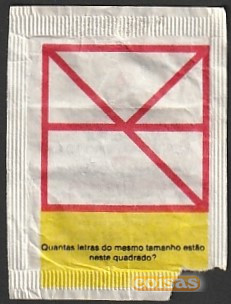 Quantas letras do mesmo tamanho estão
neste quadrado?
coisas